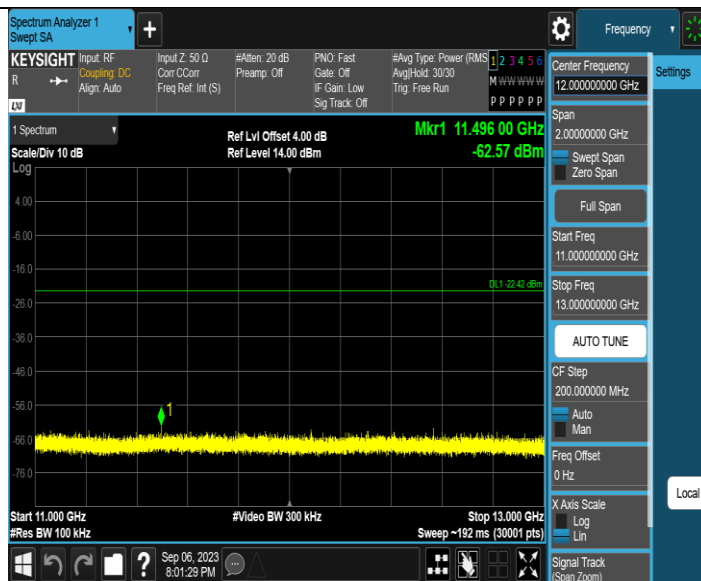 Spectrum Analyzer 1
Swept SA
+
Frequency
KEYSIGHT
R
LXI
Input: RF
Coupling: DC
Align: Auto
Input Z: 50 Ω
Corr CCorr
Freq Ref: Int (S)
#Atten: 20 dB
Preamp: Off
PNO: Fast
Gate: Off
IF Gain: Low
Sig Track: Off
#Avg Type: Power (RMS
Avg|Hold: 30/30
Trig: Free Run
1 2 3 4 5 6
M W W W W W
P P P P P P
1 Spectrum
Scale/Div 10 dB
Log
Ref Lvl Offset 4.00 dB
Ref Level 14.00 dBm
Mkr1 11.496 00 GHz
-62.57 dBm
4.00
-6.00
-16.0
DL1 -22.42 dBm
-26.0
-36.0
-46.0
-56.0
1
-66.0
-76.0
Start 11.000 GHz
#Res BW 100 kHz
#Video BW 300 kHz
Stop 13.000 GHz
Sweep ~192 ms (30001 pts)
?
Sep 06, 2023
8:01:29 PM
Center Frequency
12.000000000 GHz
Settings
Span
2.00000000 GHz
Swept Span
Zero Span
Full Span
Start Freq
11.000000000 GHz
Stop Freq
13.000000000 GHz
AUTO TUNE
CF Step
200.000000 MHz
Auto
Man
Freq Offset
0 Hz
X Axis Scale
Log
Lin
Local
Signal Track
(Span Zoom)